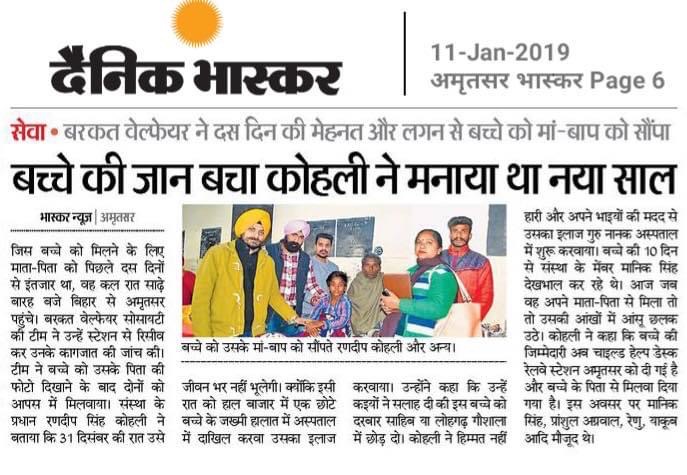 दैनिक भास्कर
11-Jan-2019
अमृतसर भास्कर Page 6
सेवा • बरकत वेल्फेयर ने दस दिन की मेहनत और लगन से बच्चे को मां-बाप को सौंपा
बच्चे की जान बचा कोहली ने मनाया था नया साल
भास्कर न्यूज | अमृतसर
जिस बच्चे को मिलने के लिए
माता-पिता को पिछले दस दिनों
से इंतजार था, वह कल रात साढ़े
बारह बजे बिहार से अमृतसर
पहुंचे। बरकत वेल्फेयर सोसायटी
की टीम ने उन्हें स्टेशन से रिसीव
कर उनके कागजात की जांच की।
टीम ने बच्चे को उसके पिता की
फोटो दिखाने के बाद दोनों को
आपस में मिलवाया। संस्था के
प्रधान रणदीप सिंह कोहली ने
बताया कि 31 दिसंबर की रात उसे
बच्चे को उसके मां-बाप को सौंपते रणदीप कोहली और अन्य।
जीवन भर नहीं भूलेगी। क्योंकि इसी
रात को हाल बाजार में एक छोटे
बच्चे के जख्मी हालात में अस्पताल
में दाखिल करवा उसका इलाज
करवाया। उन्होंने कहा कि उन्हें
कइयों ने सलाह दी की इस बच्चे को
दरबार साहिब या लोहगढ़ गौशाला
में छोड़ दो। कोहली ने हिम्मत नहीं
हारी और अपने भाइयों की मदद से
उसका इलाज गुरु नानक अस्पताल
में शुरू करवाया। बच्चे की 10 दिन
से संस्था के मेंबर मानिक सिंह
देखभाल कर रहे थे। आज जब
वह अपने माता-पिता से मिला तो
तो उसकी आंखों में आंसू छलक
उठे। कोहली ने कहा कि बच्चे की
जिम्मेदारी अब चाइल्ड हेल्प डेस्क
रेलवे स्टेशन अमृतसर को दी गई है
और बच्चे के पिता से मिलवा दिया
गया है। इस अवसर पर मानिक
सिंह, प्रांशुल अग्रवाल, रेणु, याकूब
आदि मौजूद थे।